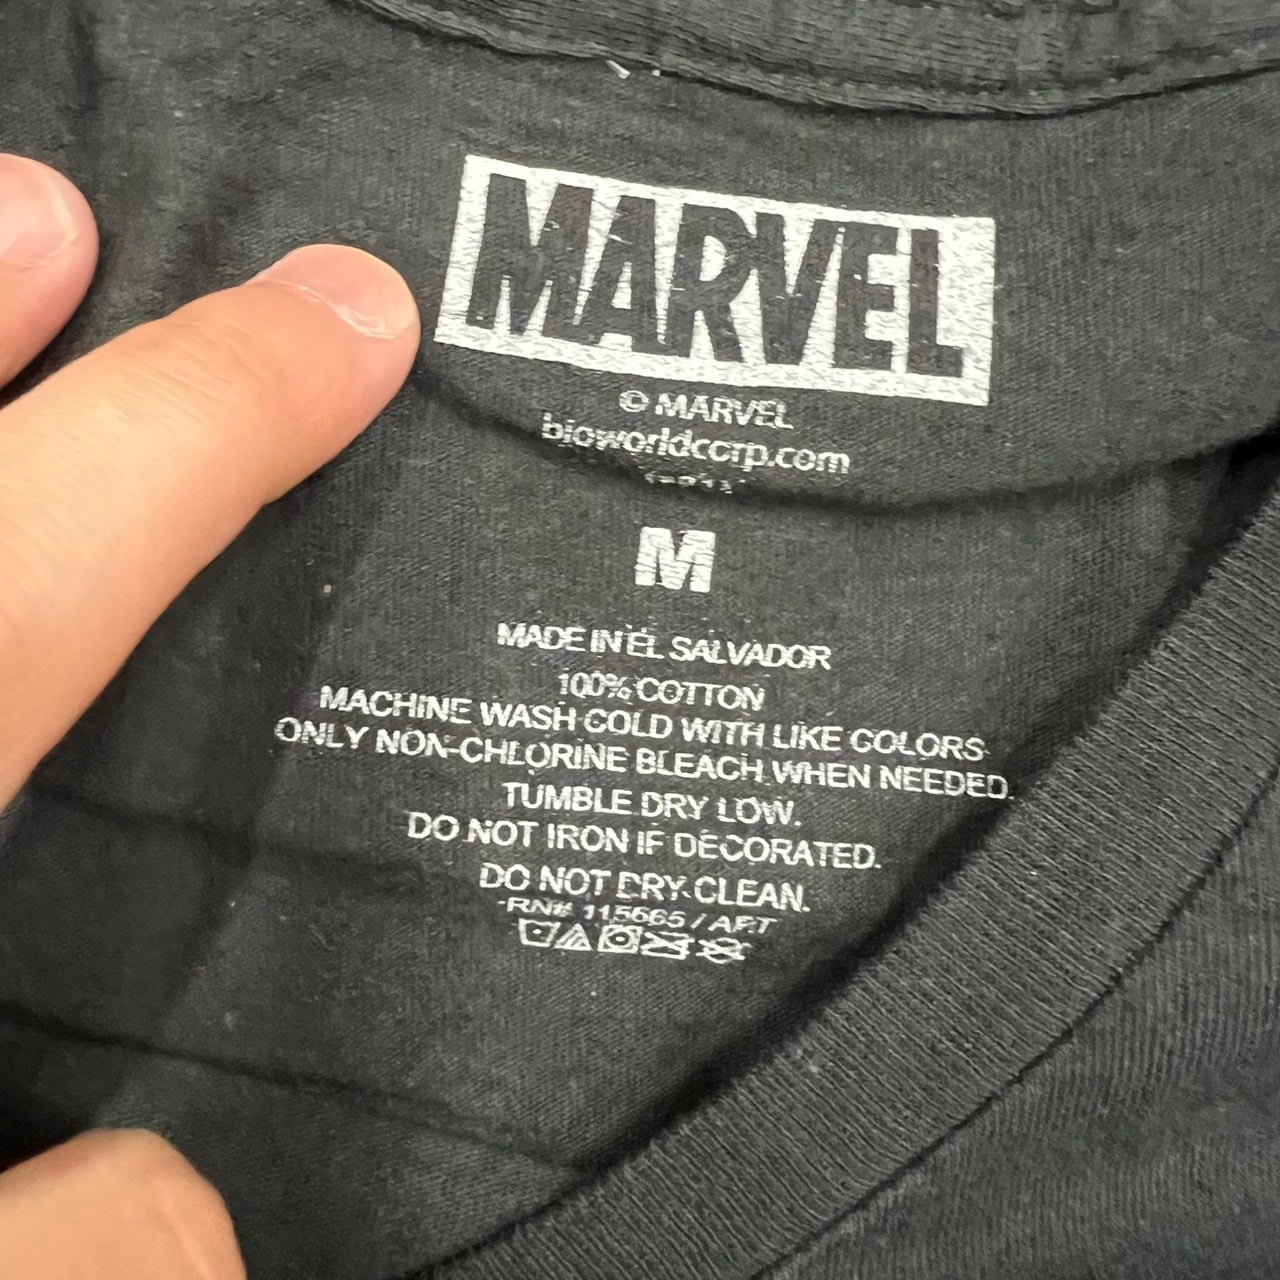 MARVEL
© MARVEL
bioworldcorp.com
M
MADE IN EL SALVADOR
100% COTTON
MACHINE WASH COLD WITH LIKE COLORS
ONLY NON-CHLORINE BLEACH WHEN NEEDED.
TUMBLE DRY LOW.
DO NOT IRON IF DECORATED.
DO NOT DRY CLEAN.
RN# 115665 / APT